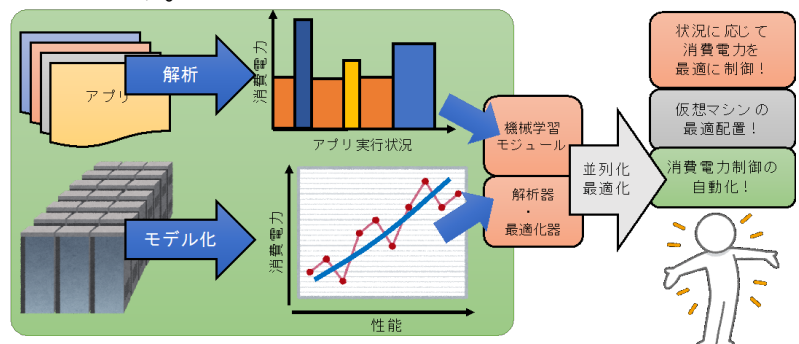 アプリ
解析
消費電力
アプリ実行状況
モデル化
消費電力
性能
機械学習
モジュール
解析器
・
最適化器
並列化
最適化
状況に応じて
消費電力を
最適に制御！
仮想マシンの
最適配置！
消費電力制御の
自動化！